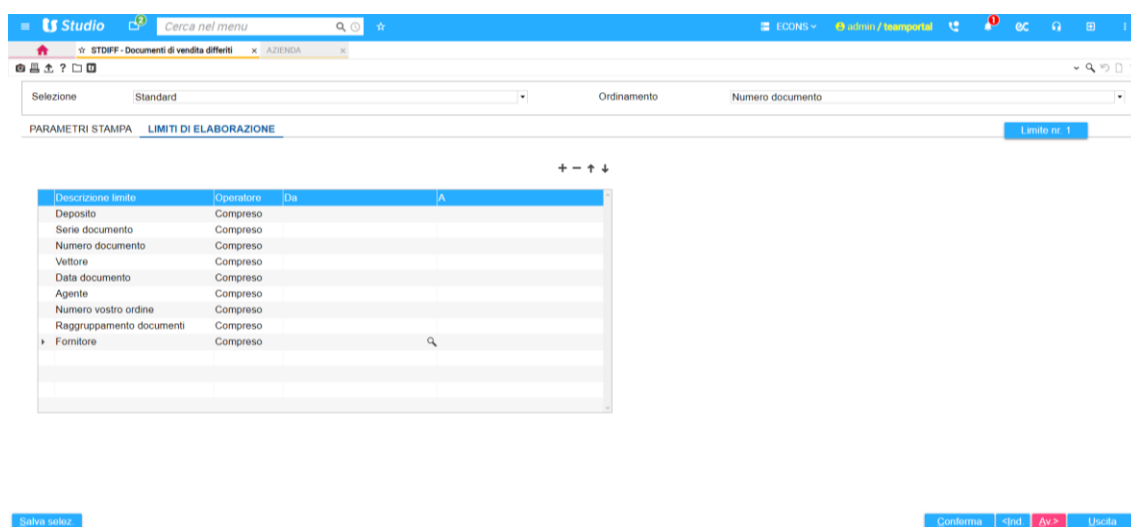 Studio 2 Cerca nel menu ECONS admin / teamportal 1 ec
STDIFF - Documenti di vendita differiti x AZIENDA x
?
Selezione Standard Ordinamento Numero documento
PARAMETRI STAMPA LIMITI DI ELABORAZIONE Limite nr. 1
Descrizione limite Operatore Da A
Deposito Compreso
Serie documento Compreso
Numero documento Compreso
Vettore Compreso
Data documento Compreso
Agente Compreso
Numero vostro ordine Compreso
Raggruppamento documenti Compreso
Fornitore Compreso
Salva selez. Conferma <Ind. Av.> Uscita